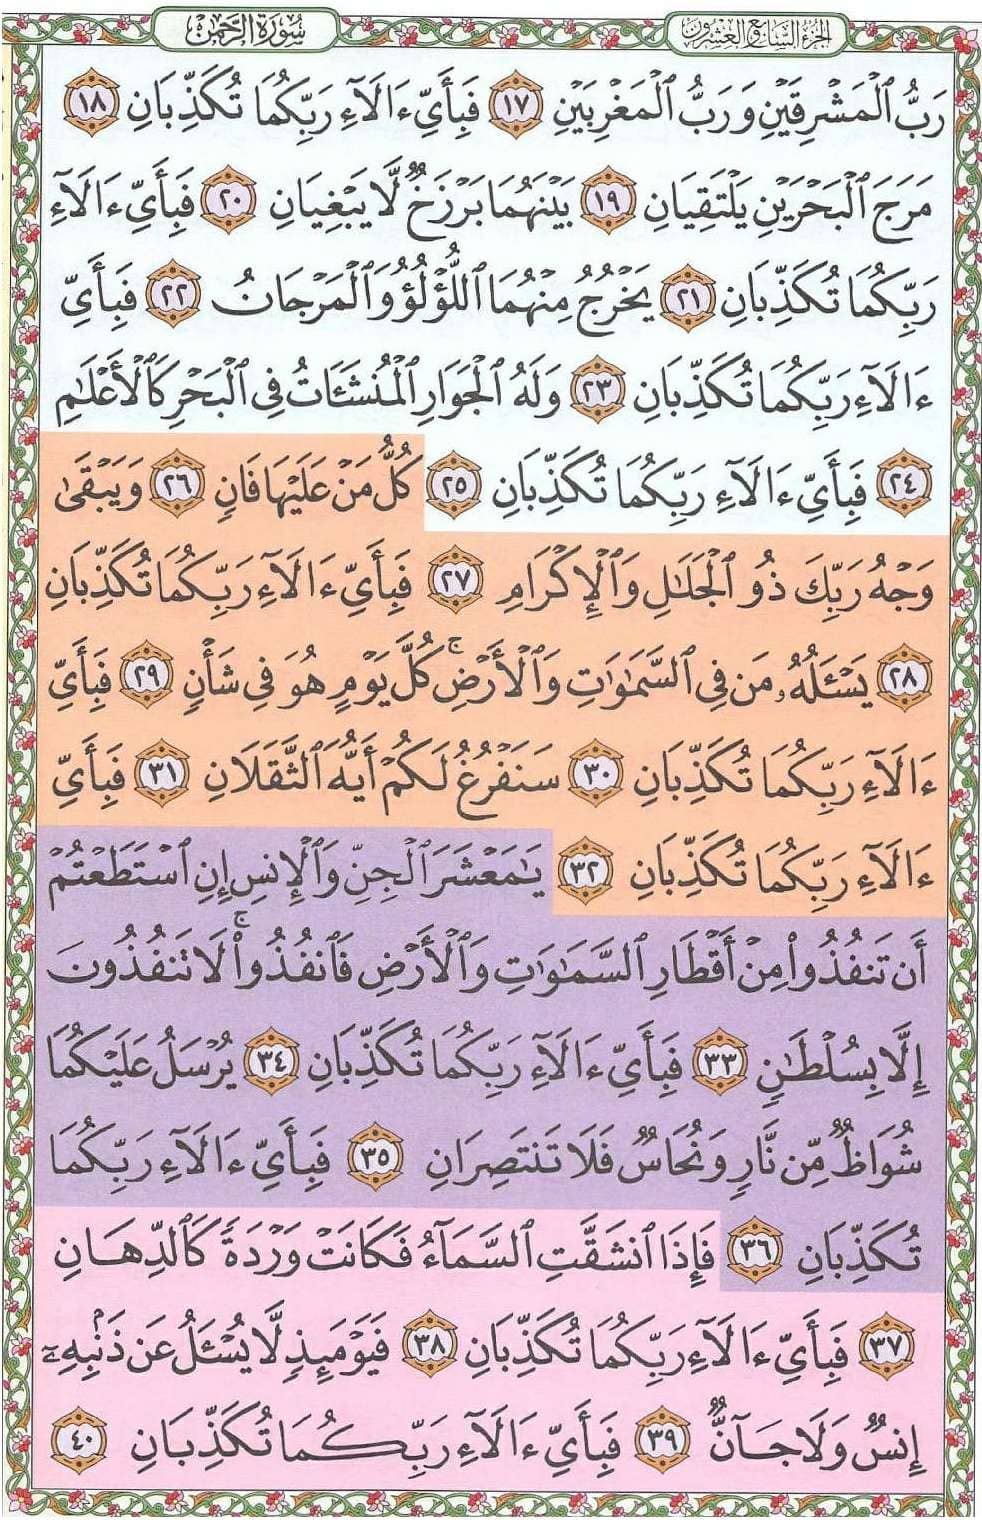 الجزء السابع والعشرون
سورة الرحمن
رَبُّ ٱلْمَشْرِقَيْنِ وَرَبُّ ٱلْمَغْرِبَيْنِ ١٧ فَبِأَيِّ ءَالَآءِ رَبِّكُمَا تُكَذِّبَانِ ١٨
مَرَجَ ٱلْبَحْرَيْنِ يَلْتَقِيَانِ ١٩ بَيْنَهُمَا بَرْزَخٌ لَّا يَبْغِيَانِ ٢٠ فَبِأَيِّ ءَالَآءِ
رَبِّكُمَا تُكَذِّبَانِ ٢١ يَخْرُجُ مِنْهُمَا ٱللُّؤْلُؤُ وَٱلْمَرْجَانُ ٢٢ فَبِأَيِّ
ءَالَآءِ رَبِّكُمَا تُكَذِّبَانِ ٢٣ وَلَهُ ٱلْجَوَارِ ٱلْمُنشَـَٔاتُ فِى ٱلْبَحْرِ كَٱلْأَعْلَٰمِ
٢٤ فَبِأَيِّ ءَالَآءِ رَبِّكُمَا تُكَذِّبَانِ ٢٥ كُلُّ مَنْ عَلَيْهَا فَانٍ ٢٦ وَيَبْقَىٰ
وَجْهُ رَبِّكَ ذُو ٱلْجَلَٰلِ وَٱلْإِكْرَامِ ٢٧ فَبِأَيِّ ءَالَآءِ رَبِّكُمَا تُكَذِّبَانِ
٢٨ يَسْـَٔلُهُۥ مَن فِى ٱلسَّمَٰوَٰتِ وَٱلْأَرْضِ ۚ كُلَّ يَوْمٍ هُوَ فِى شَأْنٍ ٢٩ فَبِأَيِّ
ءَالَآءِ رَبِّكُمَا تُكَذِّبَانِ ٣٠ سَنَفْرُغُ لَكُمْ أَيُّهَ ٱلثَّقَلَانِ ٣١ فَبِأَيِّ
ءَالَآءِ رَبِّكُمَا تُكَذِّبَانِ ٣٢ يَٰمَعْشَرَ ٱلْجِنِّ وَٱلْإِنسِ إِنِ ٱسْتَطَعْتُمْ
أَن تَنفُذُوا۟ مِنْ أَقْطَارِ ٱلسَّمَٰوَٰتِ وَٱلْأَرْضِ فَٱنفُذُوا۟ ۚ لَا تَنفُذُونَ
إِلَّا بِسُلْطَٰنٍ ٣٣ فَبِأَيِّ ءَالَآءِ رَبِّكُمَا تُكَذِّبَانِ ٣٤ يُرْسَلُ عَلَيْكُمَا
شُوَاظٌ مِّن نَّارٍ وَنُحَاسٌ فَلَا تَنتَصِرَانِ ٣٥ فَبِأَيِّ ءَالَآءِ رَبِّكُمَا
تُكَذِّبَانِ ٣٦ فَإِذَا ٱنشَقَّتِ ٱلسَّمَآءُ فَكَانَتْ وَرْدَةً كَٱلدِّهَانِ
٣٧ فَبِأَيِّ ءَالَآءِ رَبِّكُمَا تُكَذِّبَانِ ٣٨ فَيَوْمَئِذٍ لَّا يُسْـَٔلُ عَن ذَنۢبِهِۦٓ
إِنسٌ وَلَا جَآنٌّ ٣٩ فَبِأَيِّ ءَالَآءِ رَبِّكُمَا تُكَذِّبَانِ ٤٠